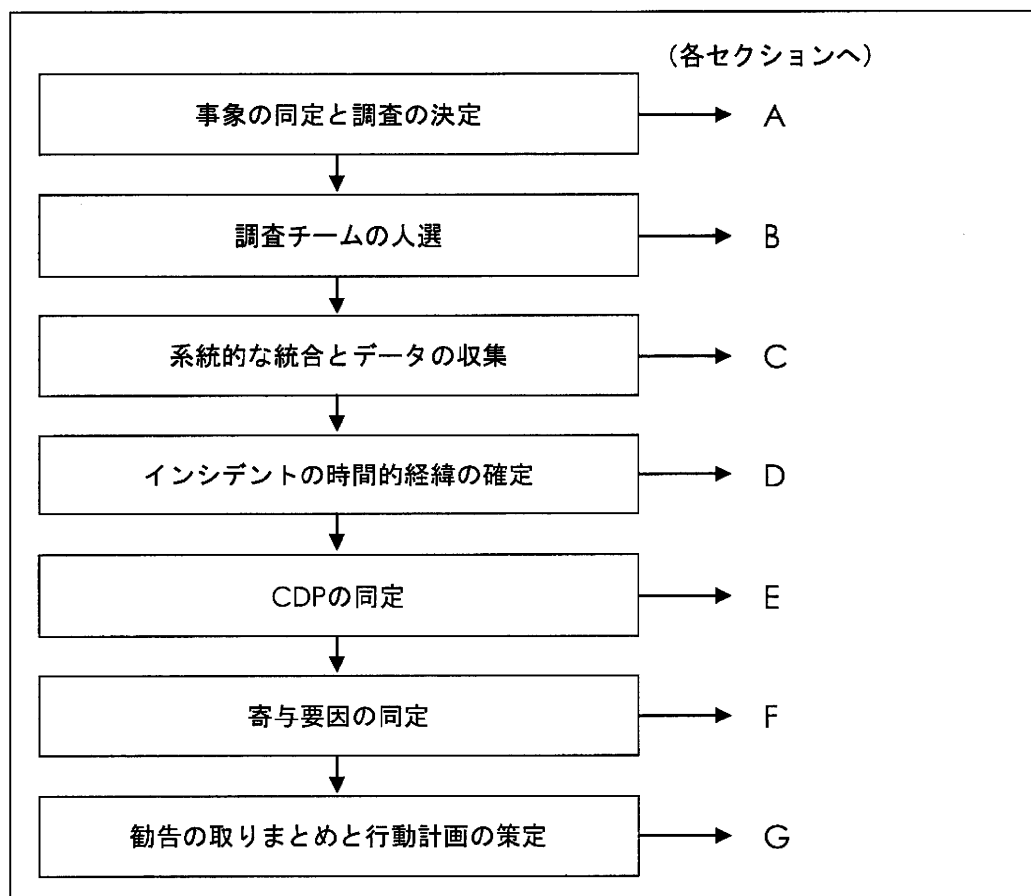 （各セクションへ）
事象の同定と調査の決定
A
調査チームの人選
B
系統的な統合とデータの収集
C
インシデントの時間的経緯の確定
D
CDPの同定
E
寄与要因の同定
F
勧告の取りまとめと行動計画の策定
G